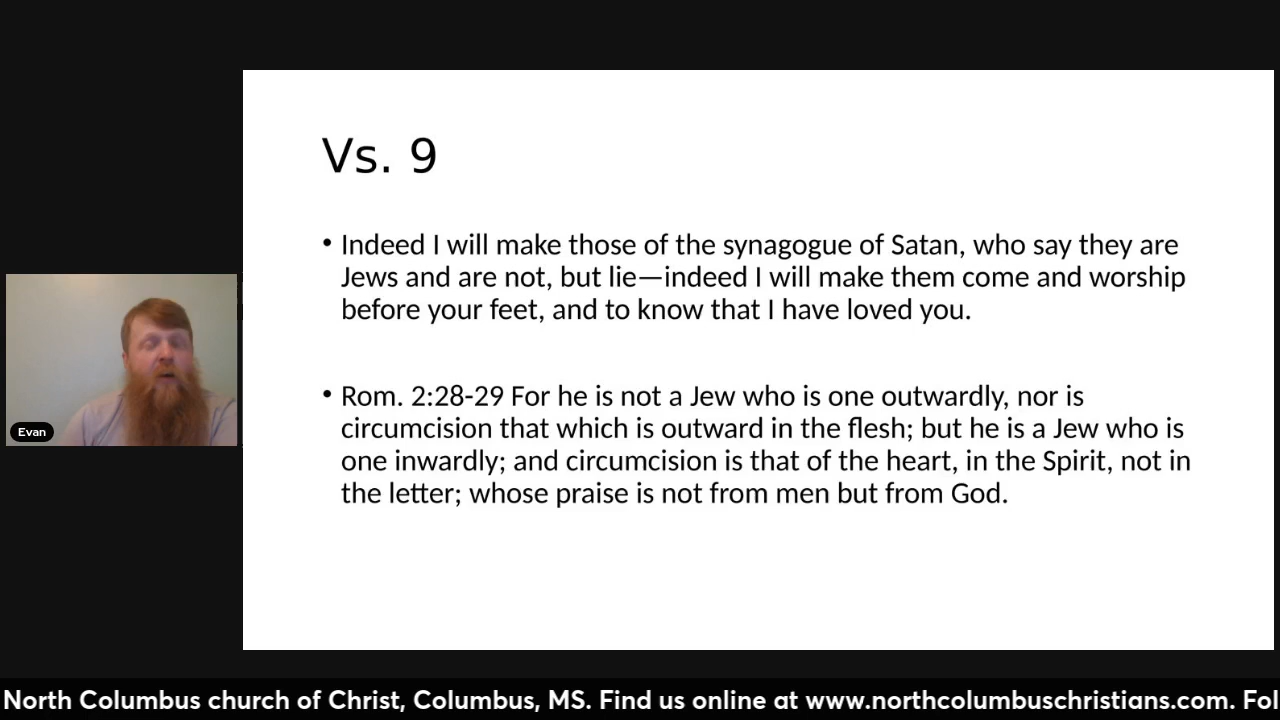 Vs. 9
• Indeed I will make those of the synagogue of Satan, who say they are
Jews and are not, but lie—indeed I will make them come and worship
before your feet, and to know that I have loved you.
• Rom. 2:28-29 For he is not a Jew who is one outwardly, nor is
circumcision that which is outward in the flesh; but he is a Jew who is
one inwardly; and circumcision is that of the heart, in the Spirit, not in
the letter; whose praise is not from men but from God.
Evan
North Columbus church of Christ, Columbus, MS. Find us online at www.northcolumbuschristians.com. Fol